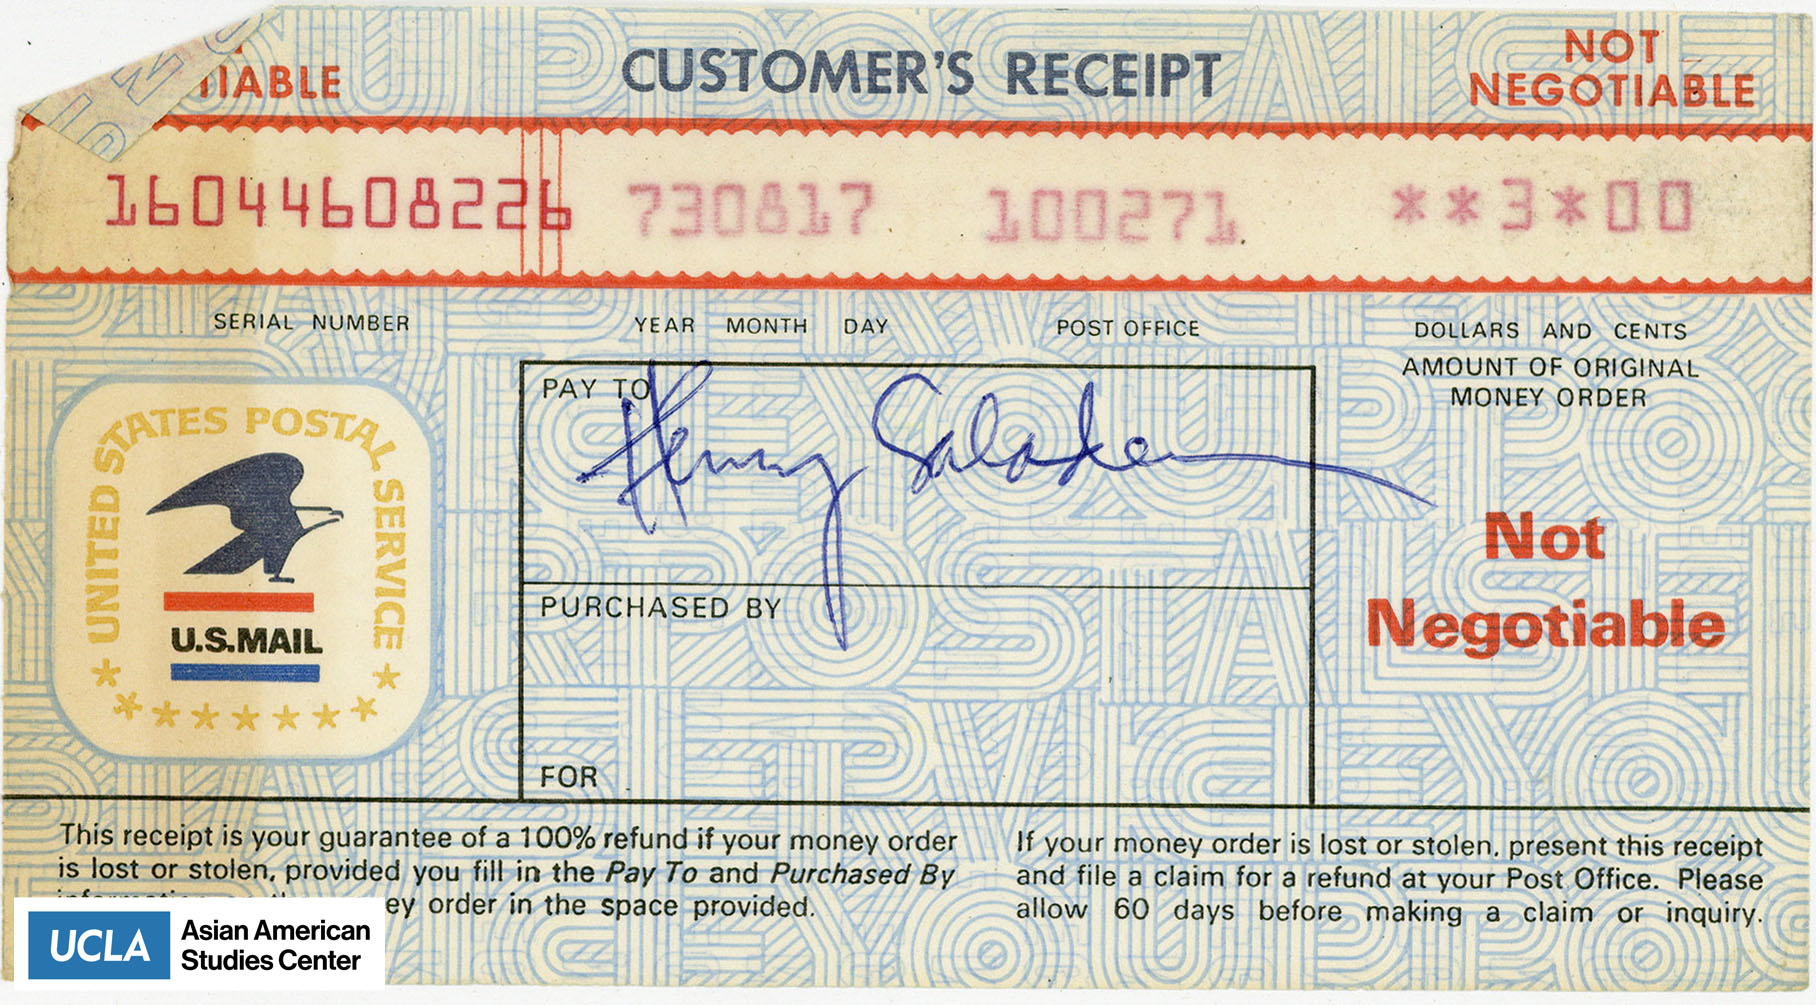 TIABLE
CUSTOMER'S RECEIPT
NOT
NEGOTIABLE
16044608226 730817 100271 **3*00
SERIAL NUMBER
YEAR MONTH DAY
POST OFFICE
DOLLARS AND CENTS
AMOUNT OF ORIGINAL
MONEY ORDER
UNITED STATES POSTAL SERVICE
U.S.MAIL
PAY TO
Henry
PURCHASED BY
FOR
Not
Negotiable
This receipt is your guarantee of a 100% refund if your money order
is lost or stolen, provided you fill in the Pay To and Purchased By
ey order in the space provided.
If your money order is lost or stolen, present this receipt
and file a claim for a refund at your Post Office. Please
allow 60 days before making a claim or inquiry.
UCLA
Asian American
Studies Center